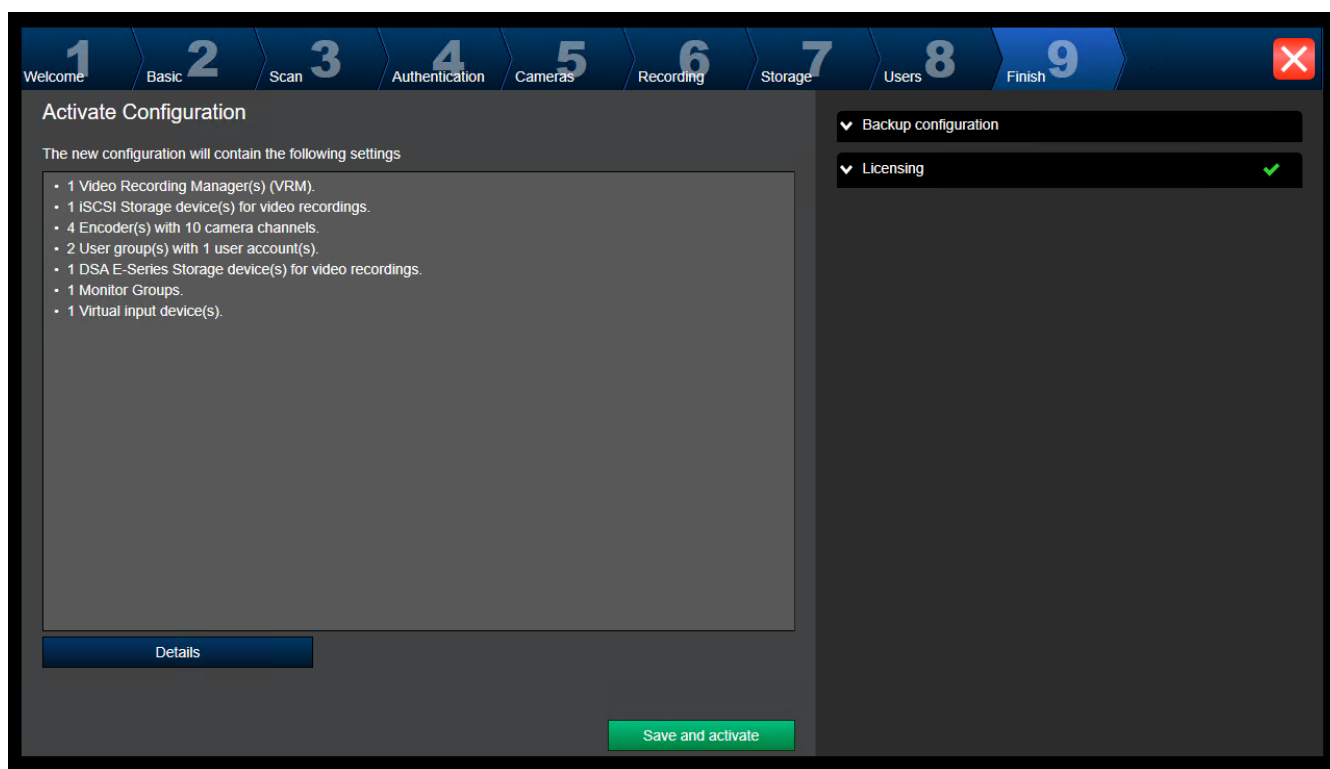 1 Welcome
2 Basic
3 Scan
4 Authentication
5 Cameras
6 Recording
7 Storage
8 Users
9 Finish
Activate Configuration
The new configuration will contain the following settings
• 1 Video Recording Manager(s) (VRM).
• 1 iSCSI Storage device(s) for video recordings.
• 4 Encoder(s) with 10 camera channels.
• 2 User group(s) with 1 user account(s).
• 1 DSA E-Series Storage device(s) for video recordings.
• 1 Monitor Groups.
• 1 Virtual input device(s).
Details
Save and activate
Backup configuration
Licensing